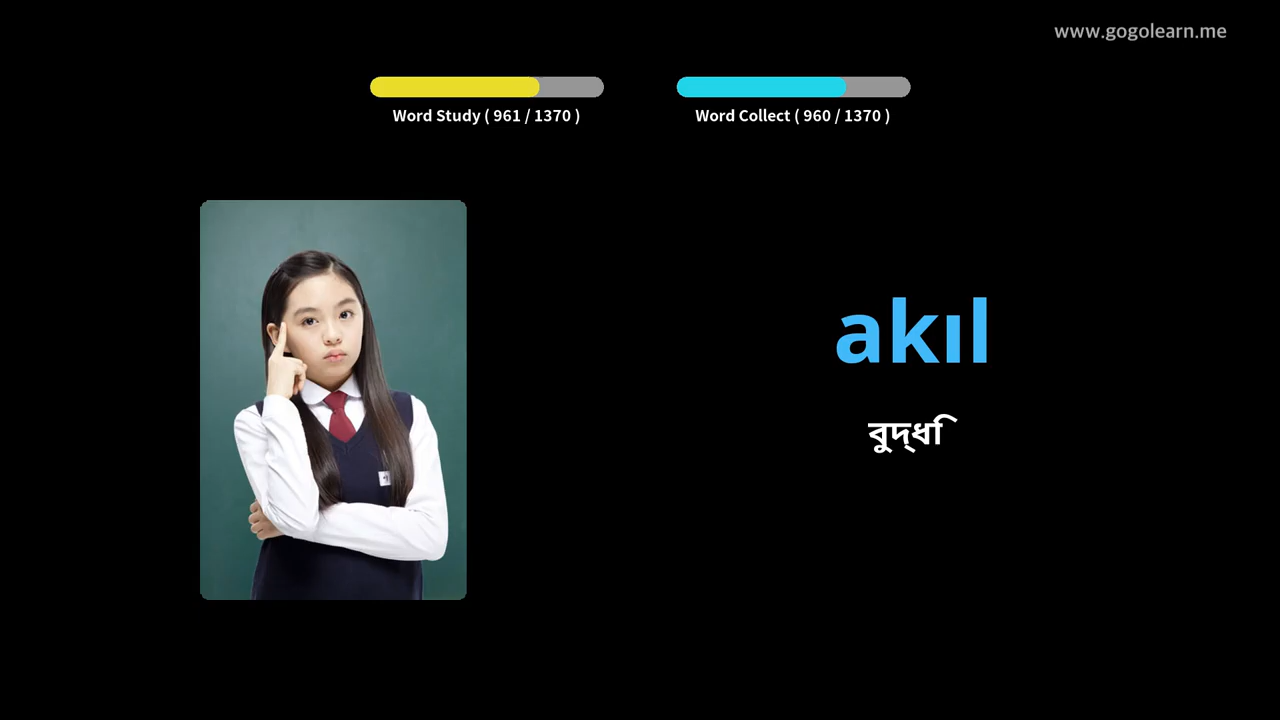 www.gogolearn.me
Word Study ( 961 / 1370 )
Word Collect ( 960 / 1370 )
akıl
বুদ্ধি